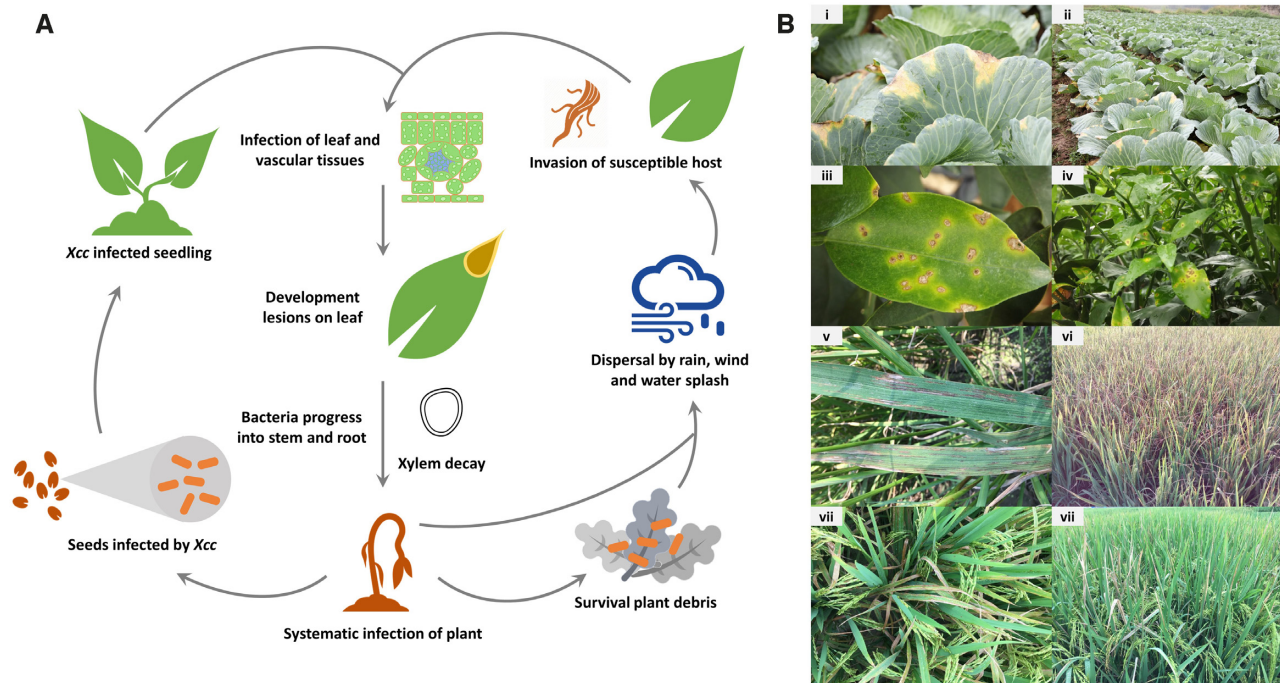 A
Infection of leaf and
vascular tissues
Invasion of susceptible host
Xcc infected seedling
Development
lesions on leaf
Dispersal by rain, wind
and water splash
Bacteria progress
into stem and root
Xylem decay
Seeds infected by Xcc
Survival plant debris
Systematic infection of plant
B
i
ii
iii
iv
v
vi
vii
vii